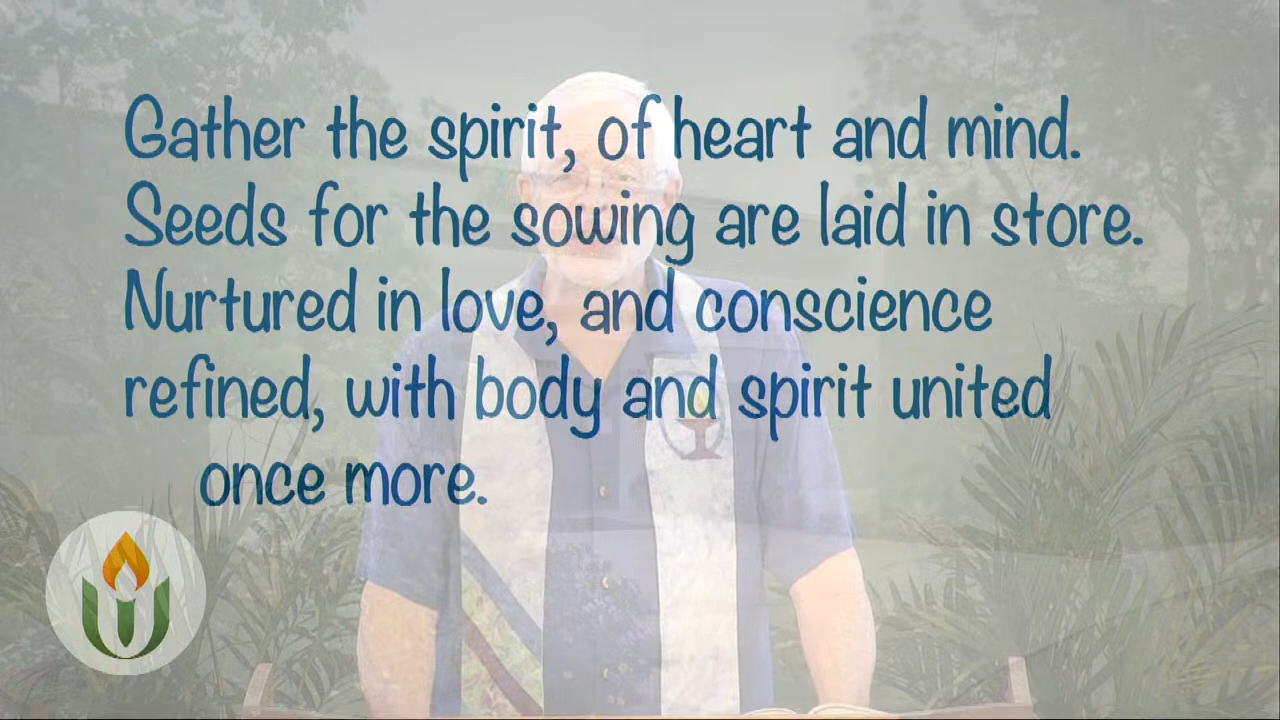 Gather the spirit, of heart and mind.
Seeds for the sowing are laid in store.
Nurtured in love, and conscience
refined, with body and spirit united
once more.